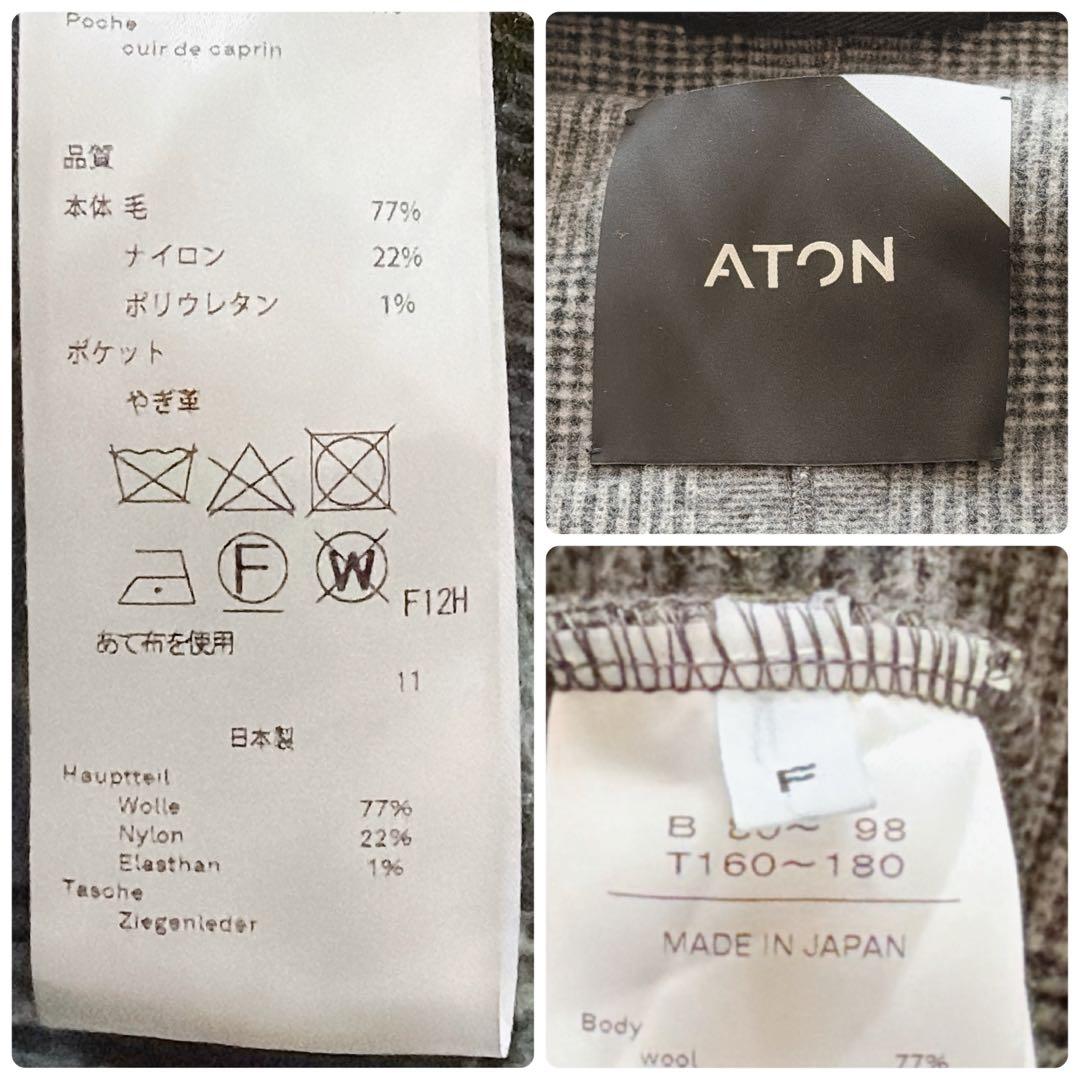 Poche
cuir de caprin
品質
本体 毛 77%
ナイロン 22%
ポリウレタン 1%
ポケット
やぎ革
F W F12H
あて布を使用
11
日本製
Hauptteil
Wolle 77%
Nylon 22%
Elasthan 1%
Tasche
Ziegenleder
ATON
F
B ～ 98
T160～180
MADE IN JAPAN
Body
wool 77%